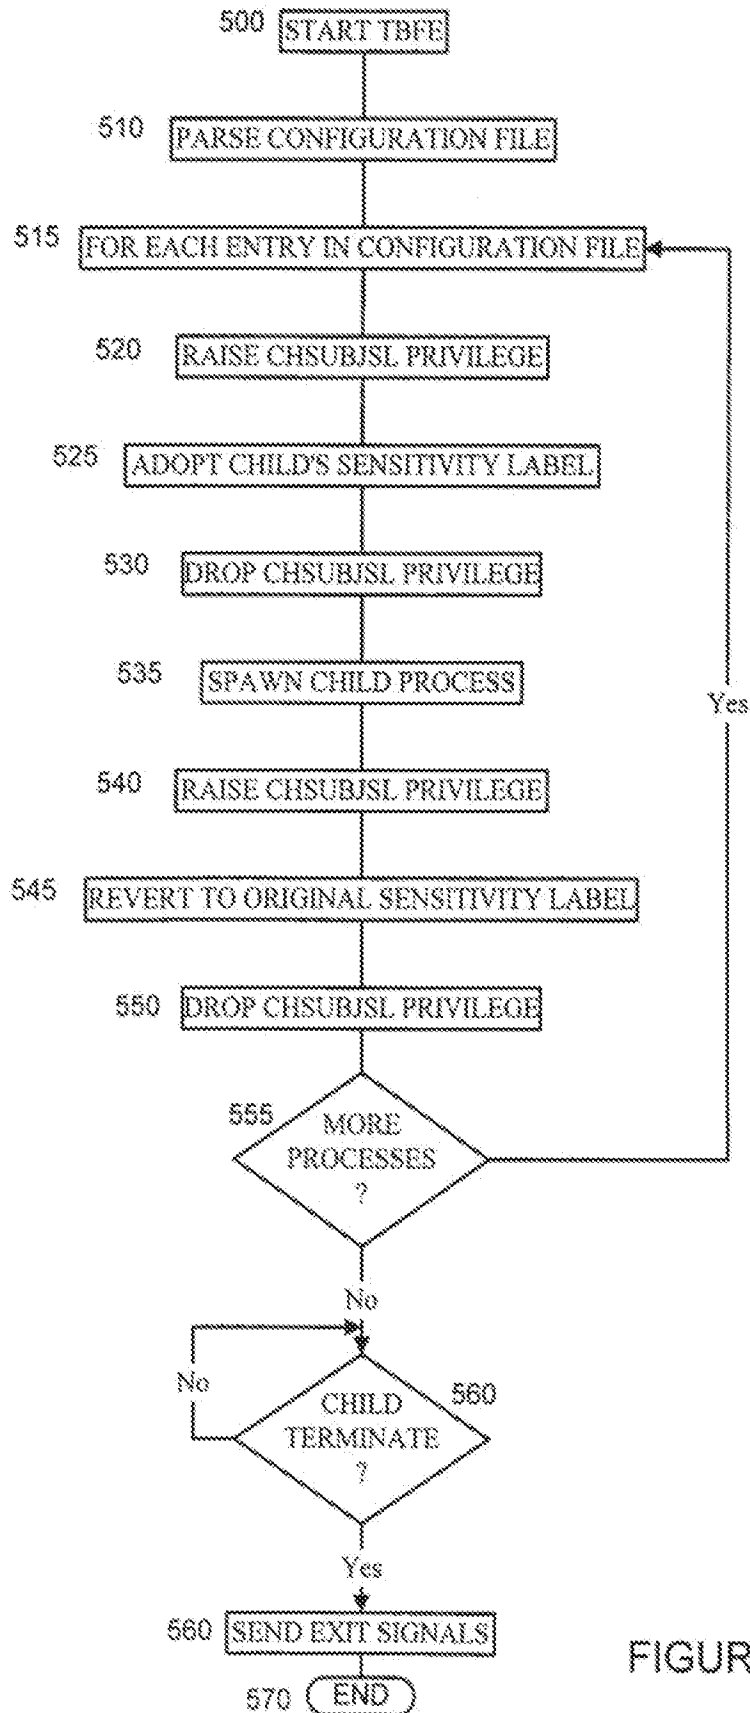 500 START TBFE
510 PARSE CONFIGURATION FILE
515 FOR EACH ENTRY IN CONFIGURATION FILE
520 RAISE CHSUBJSL PRIVILEGE
525 ADOPT CHILD'S SENSITIVITY LABEL
530 DROP CHSUBJSL PRIVILEGE
535 SPAWN CHILD PROCESS
Yes
540 RAISE CHSUBJSL PRIVILEGE
545 REVERT TO ORIGINAL SENSITIVITY LABEL
550 DROP CHSUBJSL PRIVILEGE
555
MORE
PROCESSES
?
No
No
560
CHILD
TERMINATE
?
Yes
560 SEND EXIT SIGNALS
FIGUR
570 END